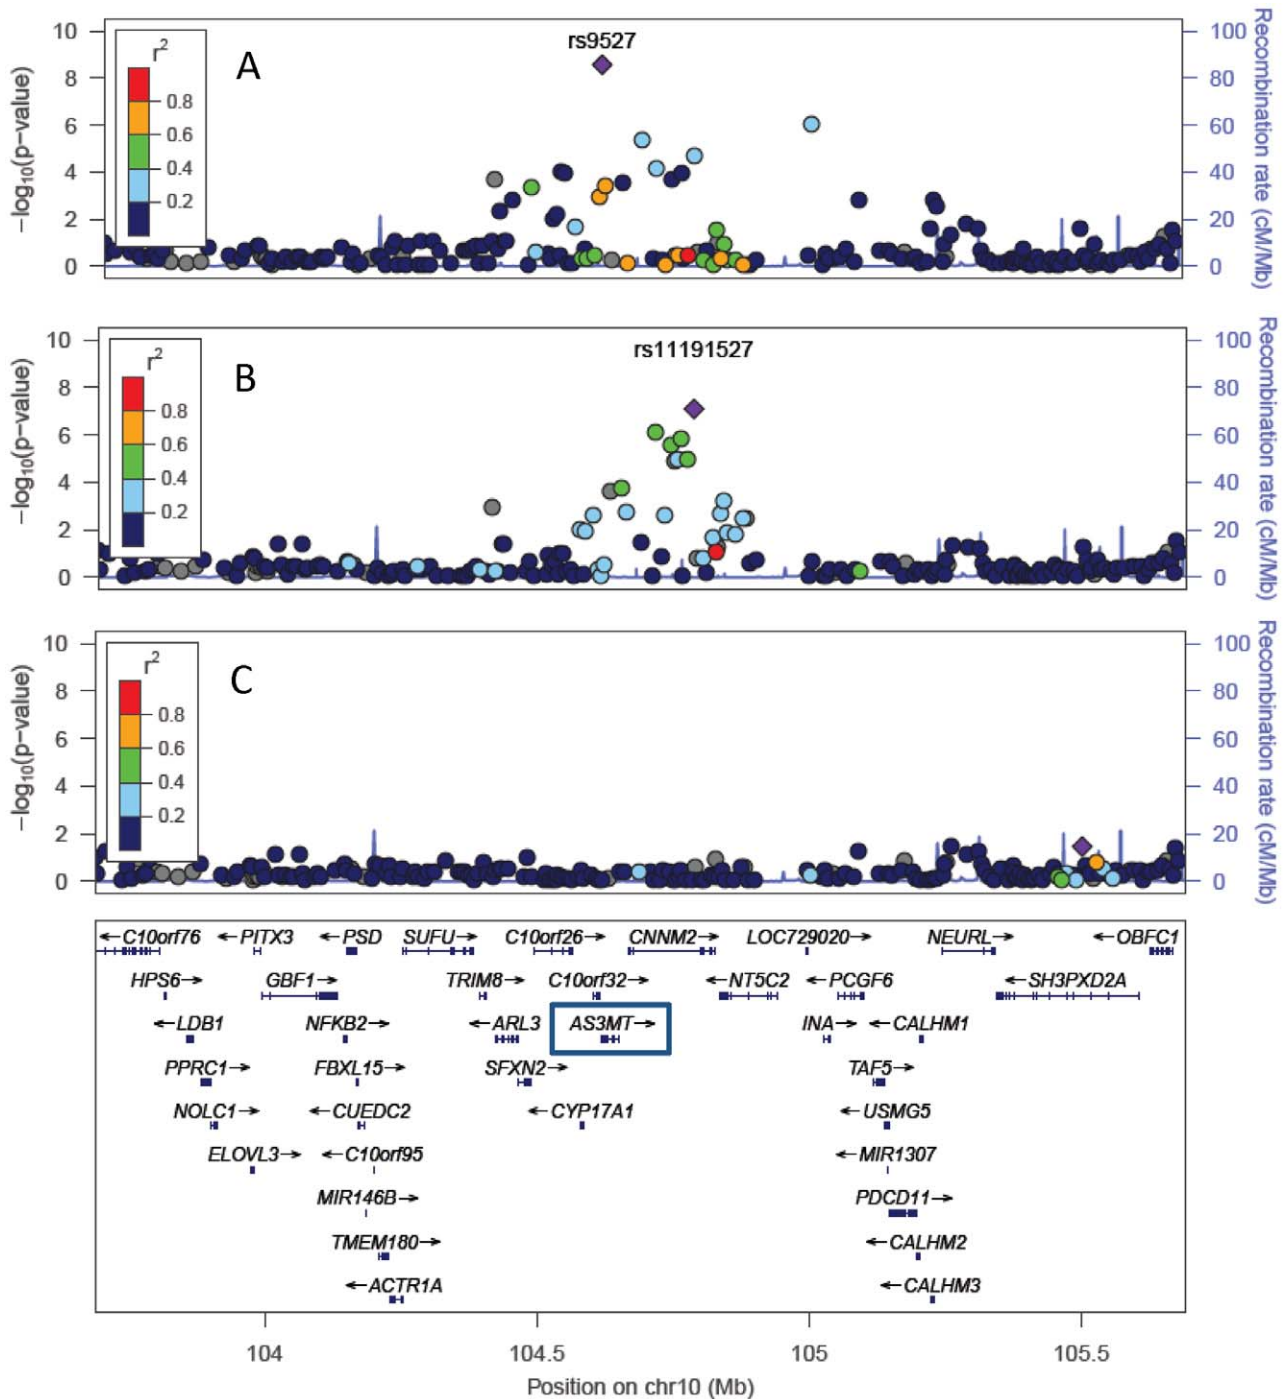 rs9527
A
r2
0.8
0.6
0.4
0.2
10
8
6
4
2
0
−log10(p−value)
100
80
60
40
20
0
Recombination rate (cM/Mb)
rs11191527
B
r2
0.8
0.6
0.4
0.2
10
8
6
4
2
0
−log10(p−value)
100
80
60
40
20
0
Recombination rate (cM/Mb)
C
r2
0.8
0.6
0.4
0.2
10
8
6
4
2
0
−log10(p−value)
100
80
60
40
20
0
Recombination rate (cM/Mb)
←C10orf76 ←PITX3 ←PSD SUFU→ C10orf26→ CNNM2→ LOC729020→ NEURL→ ←OBFC1
HPS6→ GBF1→ TRIM8→ C10orf32→ ←NT5C2 ←PCGF6 ←SH3PXD2A
←LDB1 NFKB2→ ←ARL3 AS3MT→ INA→ ←CALHM1
PPRC1→ FBXL15→ SFXN2→ TAF5→
NOLC1→ ←CUEDC2 ←CYP17A1 ←USMG5
ELOVL3→ ←C10orf95 ←MIR1307
MIR146B→ PDCD11→
TMEM180→ ←CALHM2
←ACTR1A ←CALHM3
104 104.5 105 105.5
Position on chr10 (Mb)